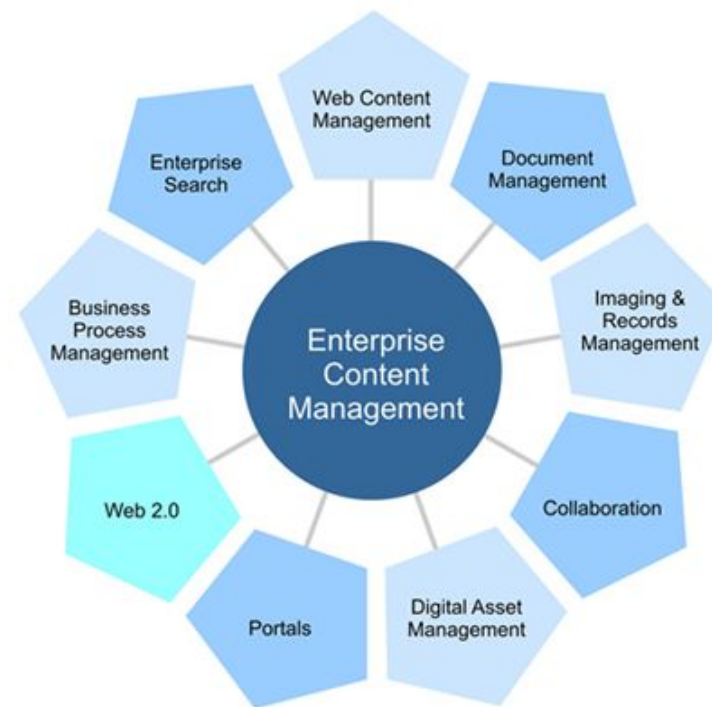 Web Content
Management
Document
Management
Imaging &
Records
Management
Collaboration
Digital Asset
Management
Portals
Web 2.0
Business
Process
Management
Enterprise
Search
Enterprise
Content
Management